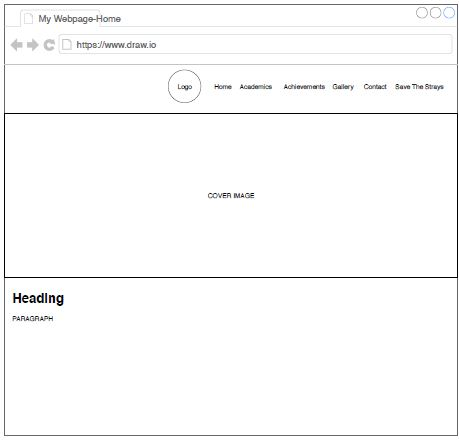 My Webpage-Home
https://www.draw.io
Logo Home Academics Achievements Gallery Contact Save The Strays
COVER IMAGE
Heading
PARAGRAPH